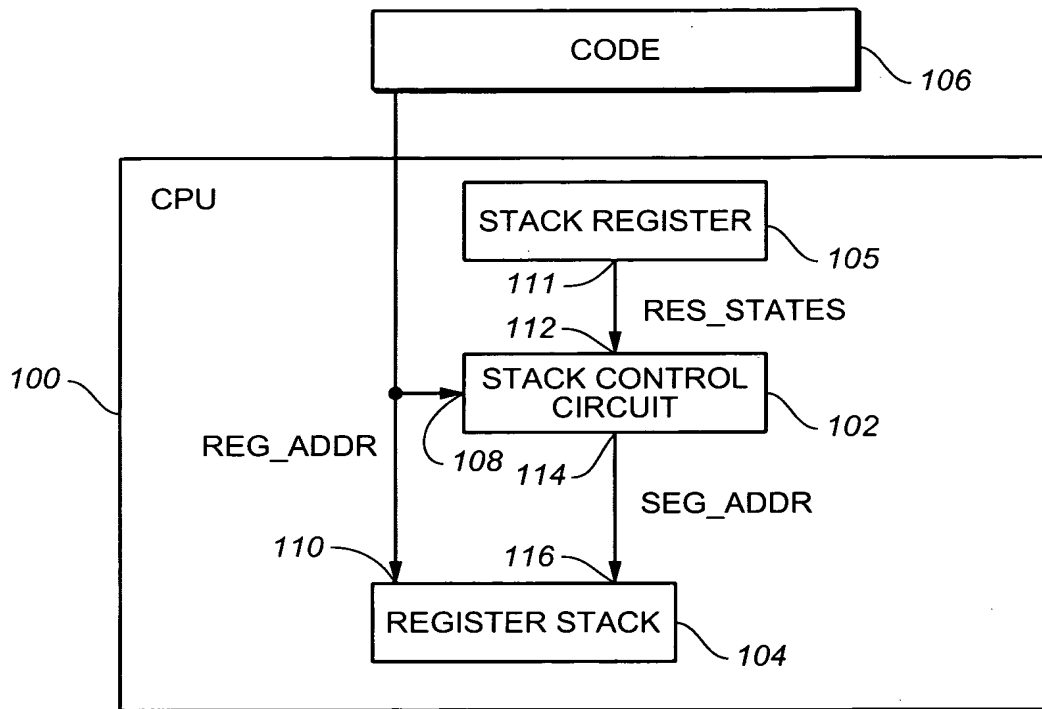 CODE
106
CPU
STACK REGISTER
105
111
RES_STATES
112
100
STACK CONTROL
CIRCUIT
102
REG_ADDR
108
114
SEG_ADDR
110
116
REGISTER STACK
104